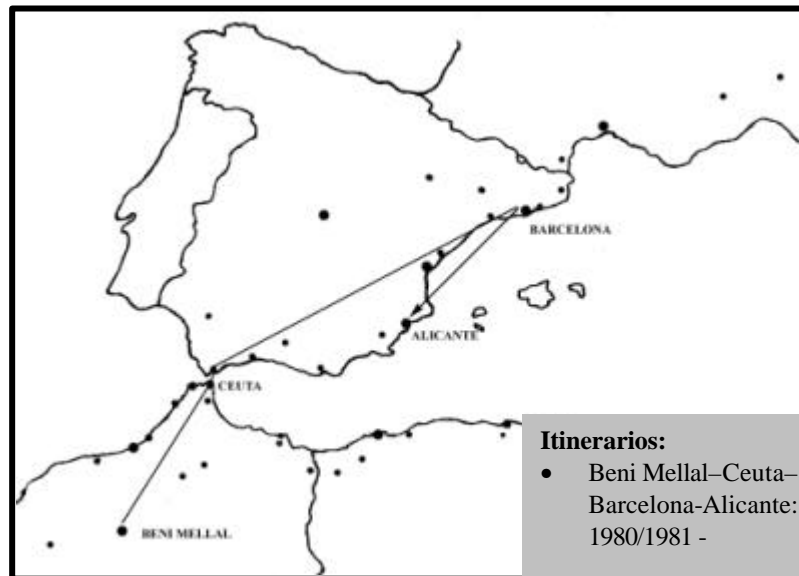 BARCELONA
ALICANTE
CEUTA
BENI MELLAL
Itinerarios:
• Beni Mellal–Ceuta–
Barcelona-Alicante:
1980/1981 -